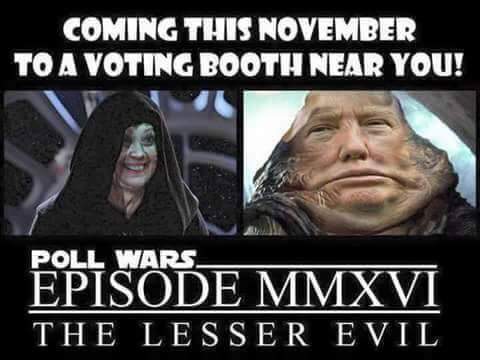 COMING THIS NOVEMBER
TO A VOTING BOOTH NEAR YOU!
POLL WARS
EPISODE MMXVI
THE LESSER EVIL